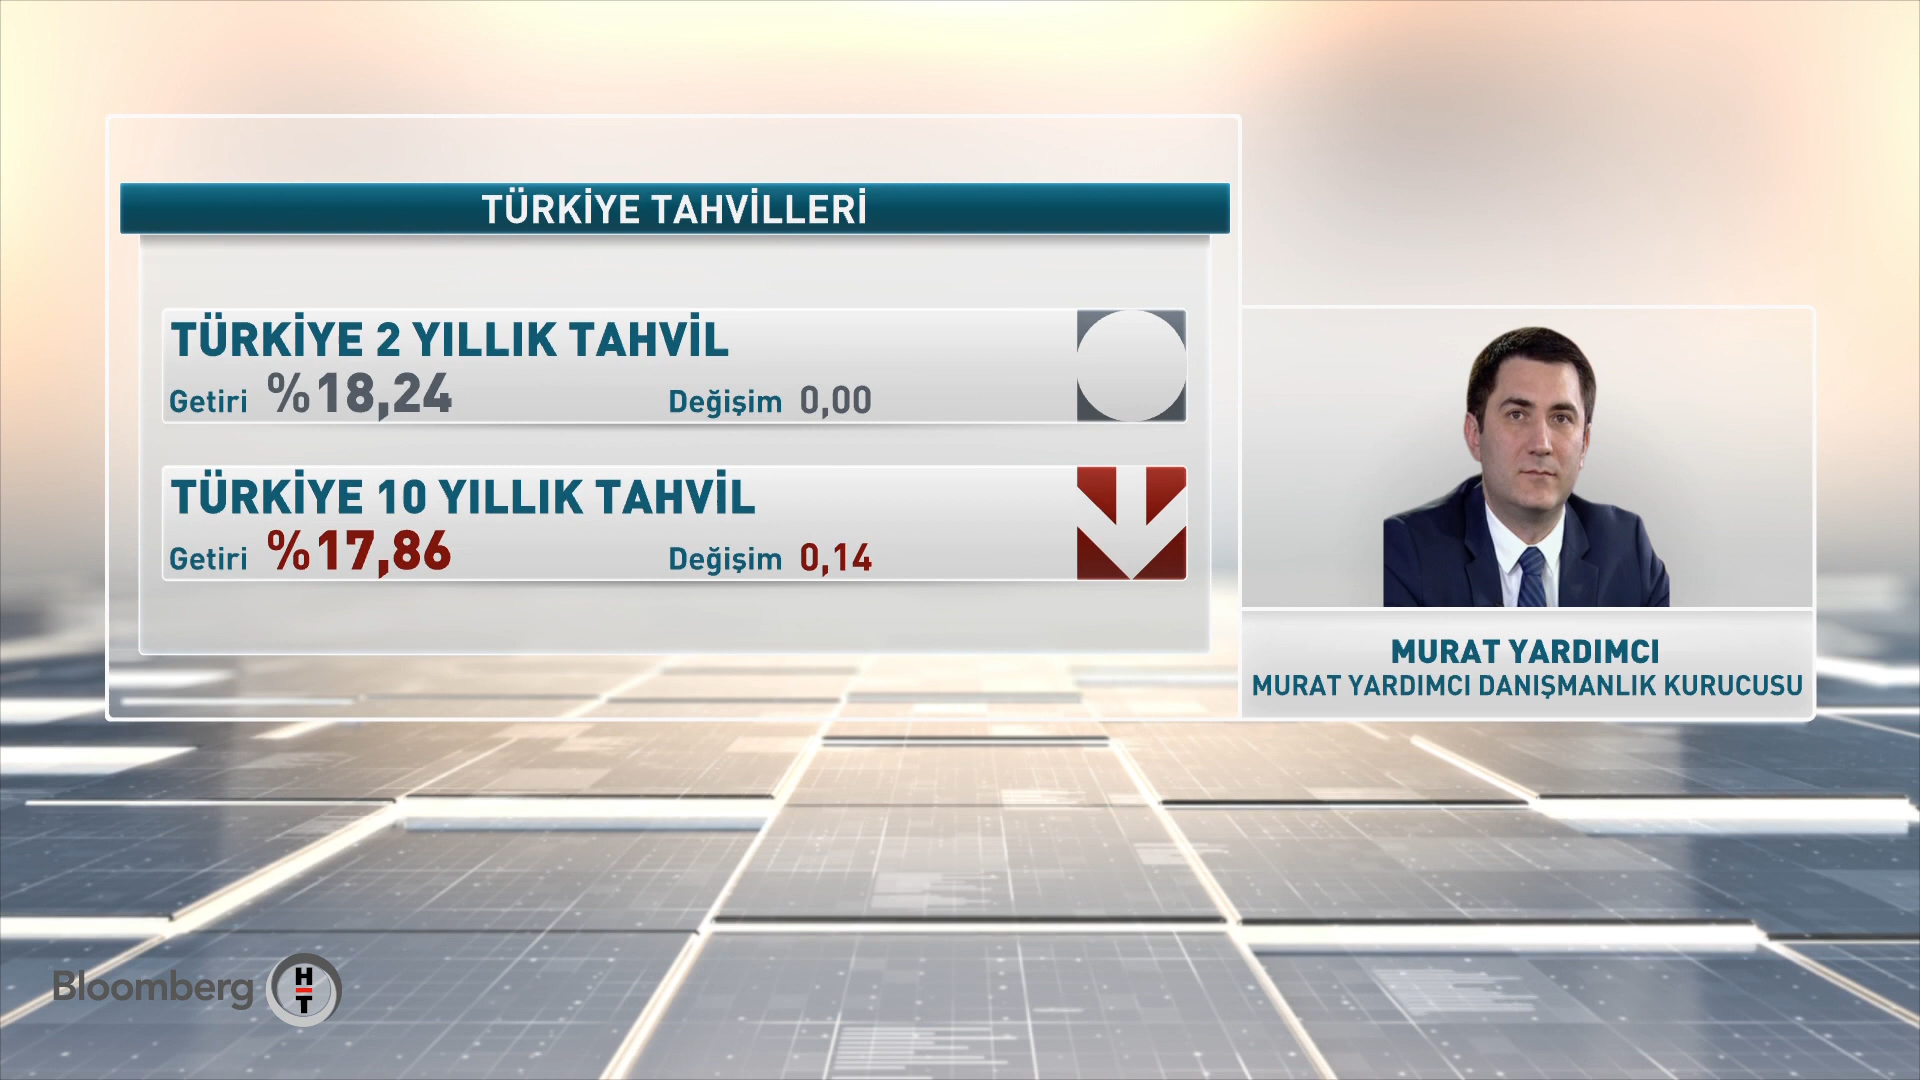 TÜRKİYE TAHVİLLERİ
TÜRKİYE 2 YILLIK TAHVİL
Getiri %18,24 Değişim 0,00
TÜRKİYE 10 YILLIK TAHVİL
Getiri %17,86 Değişim 0,14
MURAT YARDIMCI
MURAT YARDIMCI DANIŞMANLIK KURUCUSU
Bloomberg HT